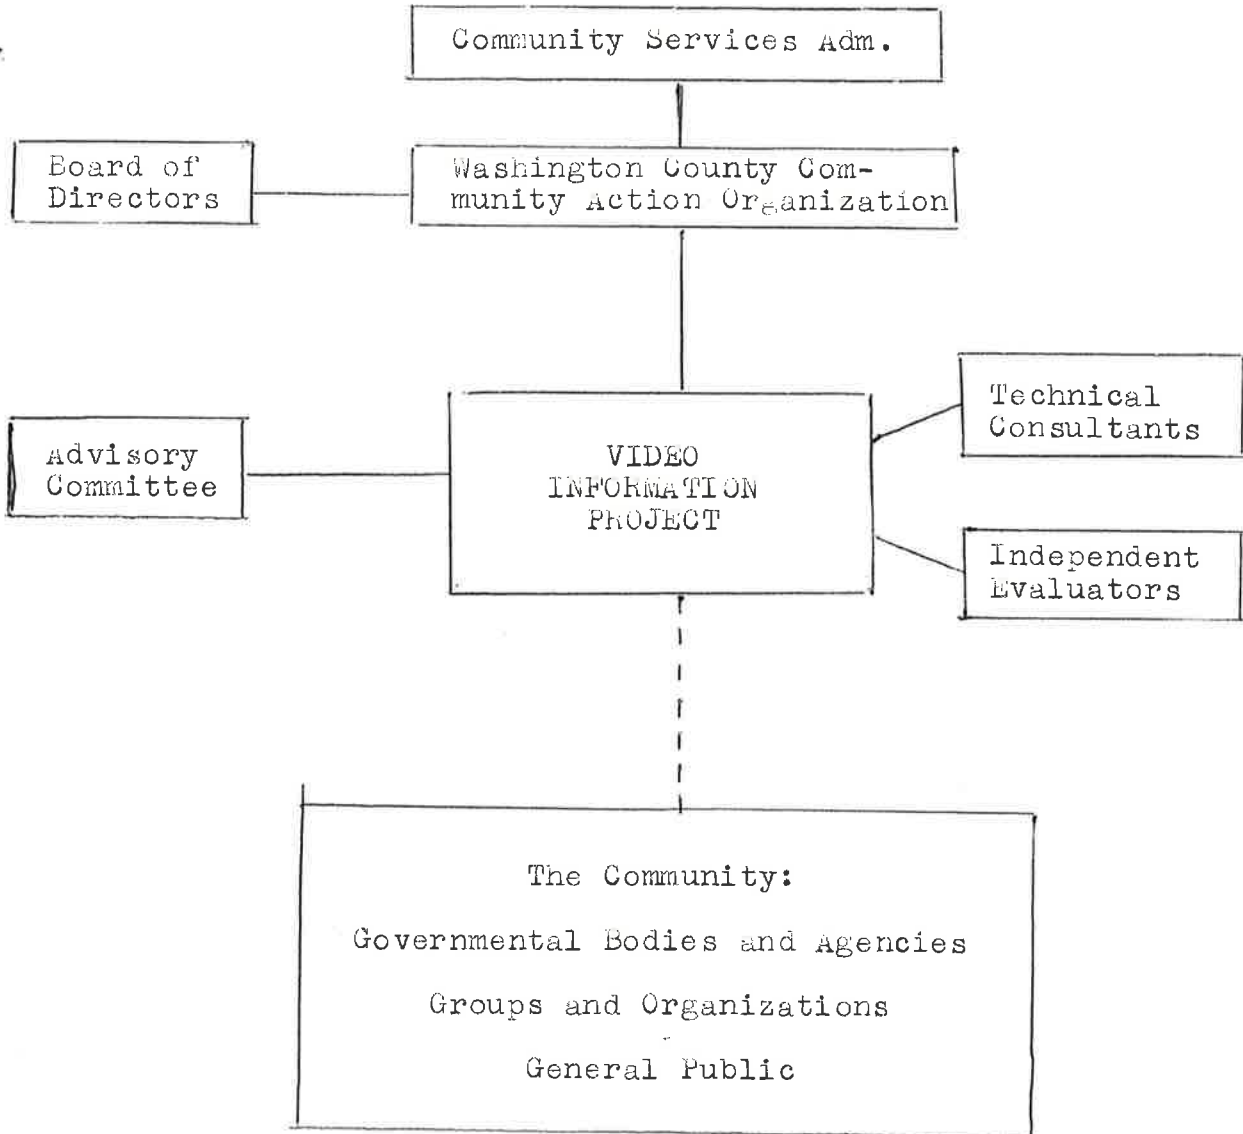 Community Services Adm.
Board of
Directors
Washington County Com-
munity Action Organization
Advisory
Committee
VIDEO
INFORMATION
PROJECT
Technical
Consultants
Independent
Evaluators
The Community:
Governmental Bodies and Agencies
Groups and Organizations
General Public